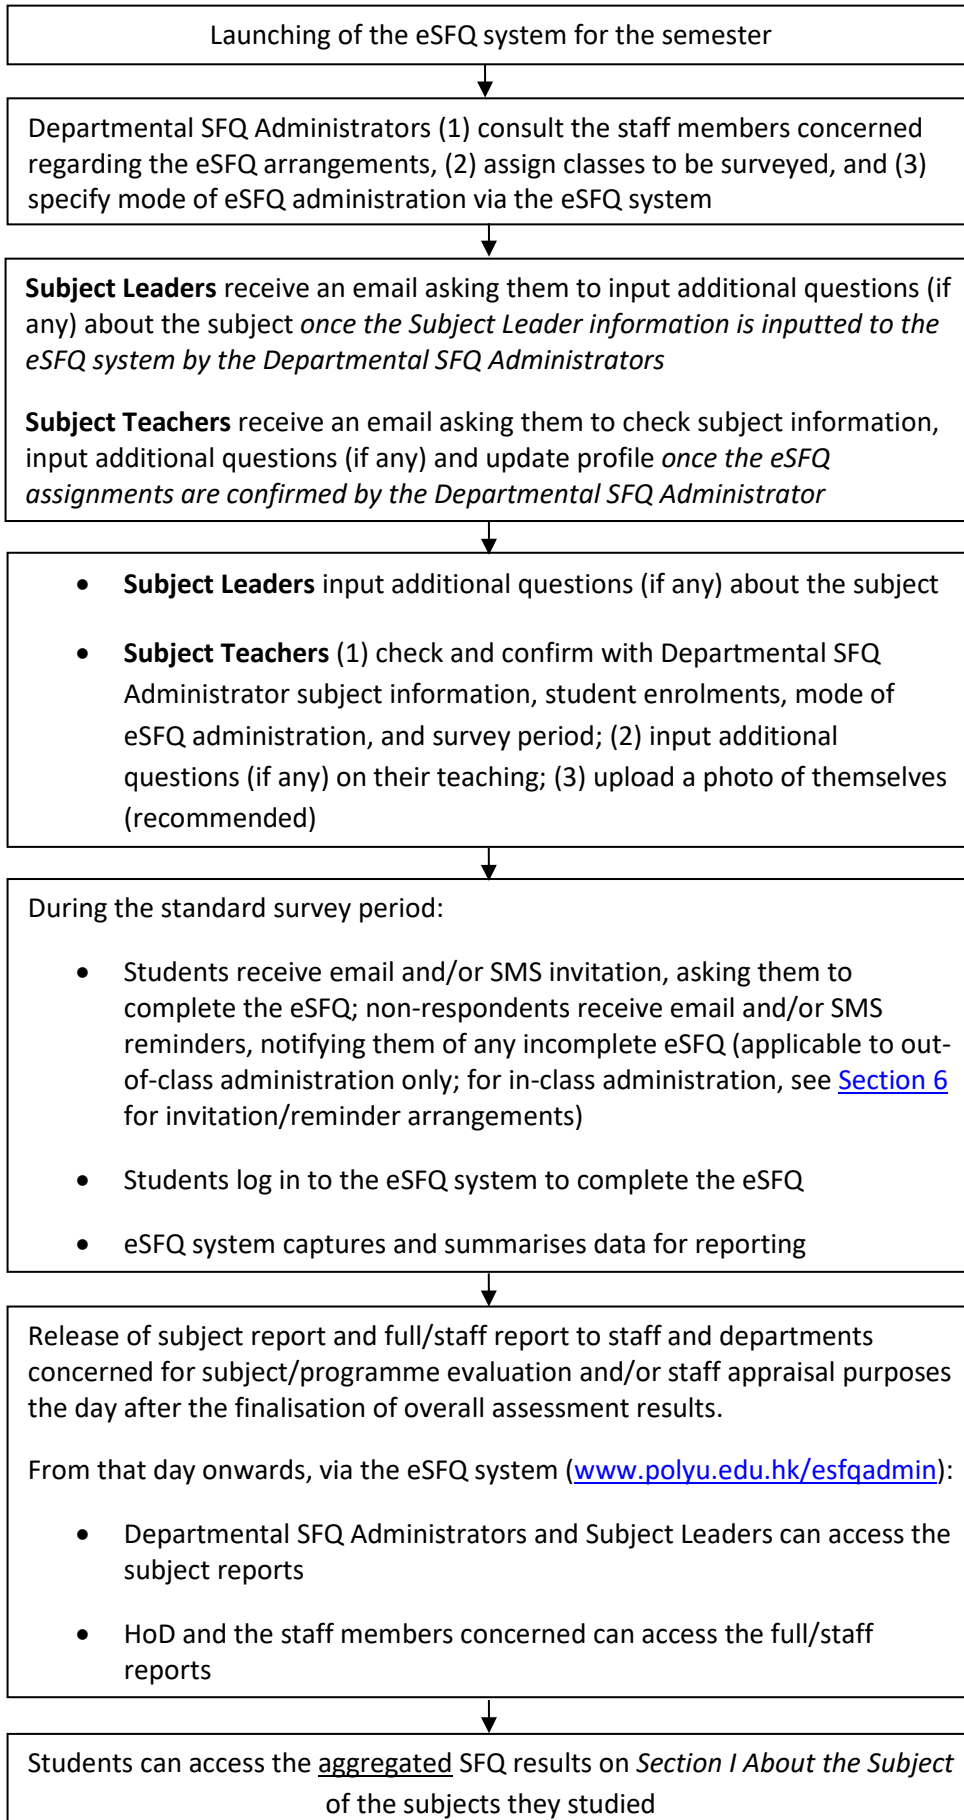 Launching of the eSFQ system for the semester
Departmental SFQ Administrators (1) consult the staff members concerned
regarding the eSFQ arrangements, (2) assign classes to be surveyed, and (3)
specify mode of eSFQ administration via the eSFQ system
Subject Leaders receive an email asking them to input additional questions (if
any) about the subject once the Subject Leader information is inputted to the
eSFQ system by the Departmental SFQ Administrators
Subject Teachers receive an email asking them to check subject information,
input additional questions (if any) and update profile once the eSFQ
assignments are confirmed by the Departmental SFQ Administrator
• Subject Leaders input additional questions (if any) about the subject
• Subject Teachers (1) check and confirm with Departmental SFQ
Administrator subject information, student enrolments, mode of
eSFQ administration, and survey period; (2) input additional
questions (if any) on their teaching; (3) upload a photo of themselves
(recommended)
During the standard survey period:
• Students receive email and/or SMS invitation, asking them to
complete the eSFQ; non-respondents receive email and/or SMS
reminders, notifying them of any incomplete eSFQ (applicable to out-
of-class administration only; for in-class administration, see Section 6
for invitation/reminder arrangements)
• Students log in to the eSFQ system to complete the eSFQ
• eSFQ system captures and summarises data for reporting
Release of subject report and full/staff report to staff and departments
concerned for subject/programme evaluation and/or staff appraisal purposes
the day after the finalisation of overall assessment results.
From that day onwards, via the eSFQ system (www.polyu.edu.hk/esfqadmin):
• Departmental SFQ Administrators and Subject Leaders can access the
subject reports
• HoD and the staff members concerned can access the full/staff
reports
Students can access the aggregated SFQ results on Section I About the Subject
of the subjects they studied